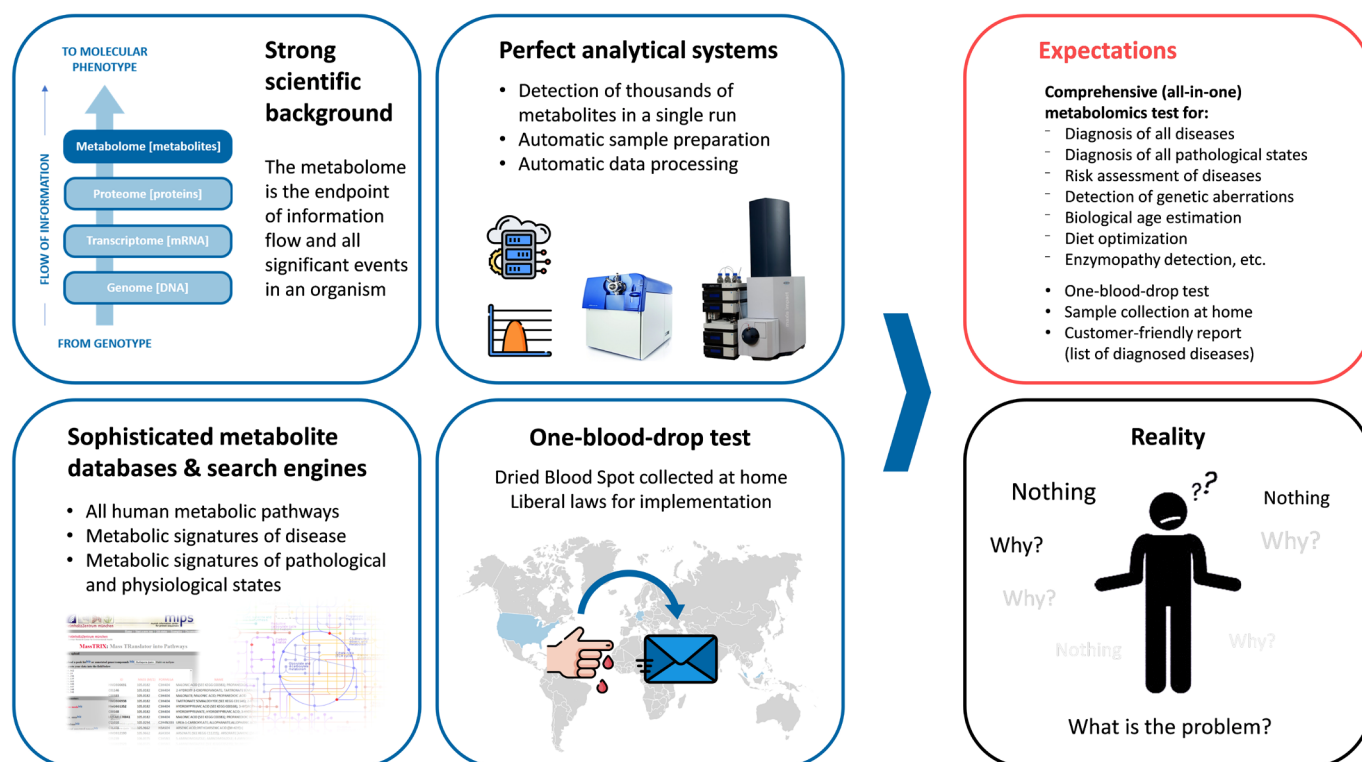 TO MOLECULAR
PHENOTYPE
FLOW OF INFORMATION
Metabolome [metabolites]
Proteome [proteins]
Transcriptome [mRNA]
Genome [DNA]
FROM GENOTYPE
Strong
scientific
background
The metabolome
is the endpoint
of information
flow and all
significant events
in an organism
Perfect analytical systems
• Detection of thousands of
metabolites in a single run
• Automatic sample preparation
• Automatic data processing
Expectations
Comprehensive (all-in-one)
metabolomics test for:
- Diagnosis of all diseases
- Diagnosis of all pathological states
- Risk assessment of diseases
- Detection of genetic aberrations
- Biological age estimation
- Diet optimization
- Enzymopathy detection, etc.
• One-blood-drop test
• Sample collection at home
• Customer-friendly report
(list of diagnosed diseases)
Sophisticated metabolite
databases & search engines
• All human metabolic pathways
• Metabolic signatures of disease
• Metabolic signatures of pathological
and physiological states
mips
MassTRIX: Mass TRanslator into Pathways
One-blood-drop test
Dried Blood Spot collected at home
Liberal laws for implementation
Reality
Nothing
??
Nothing
Why?
Why?
Why?
Nothing
Why?
What is the problem?